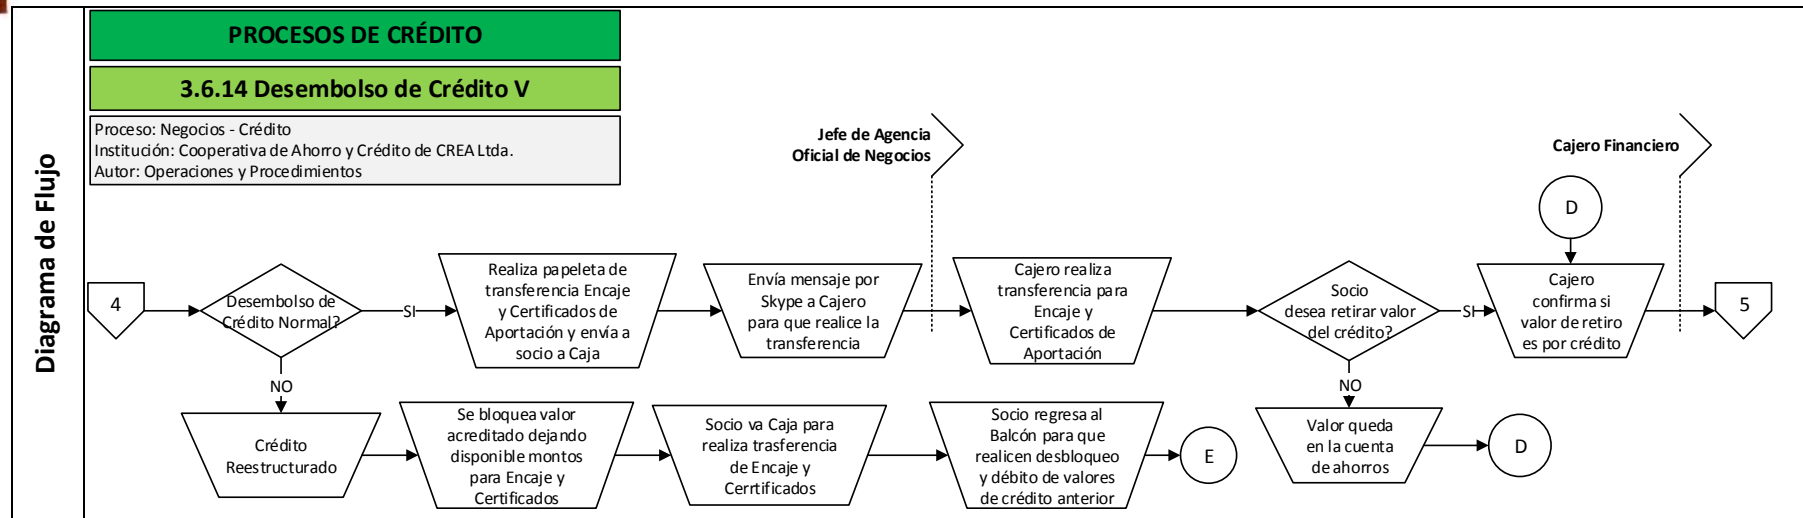 Diagrama de Flujo
PROCESOS DE CRÉDITO
3.6.14 Desembolso de Crédito V
Proceso: Negocios - Crédito
Institución: Cooperativa de Ahorro y Crédito de CREA Ltda.
Autor: Operaciones y Procedimientos
Jefe de Agencia
Oficial de Negocios
Cajero Financiero
D
4
Desembolso de
Crédito Normal?
SI
Realiza papeleta de
transferencia Encaje
y Certificados de
Aportación y envía a
socio a Caja
Envía mensaje por
Skype a Cajero
para que realice la
transferencia
Cajero realiza
transferencia para
Encaje y
Certificados de
Aportación
Socio
desea retirar valor
del crédito?
SI
Cajero
confirma si
valor de retiro
es por crédito
5
NO
Crédito
Reestructurado
Se bloquea valor
acreditado dejando
disponible montos
para Encaje y
Certificados
Socio va Caja para
realiza trasferencia
de Encaje y
Cerrtificados
Socio regresa al
Balcón para que
realicen desbloqueo
y débito de valores
de crédito anterior
E
NO
Valor queda
en la cuenta
de ahorros
D